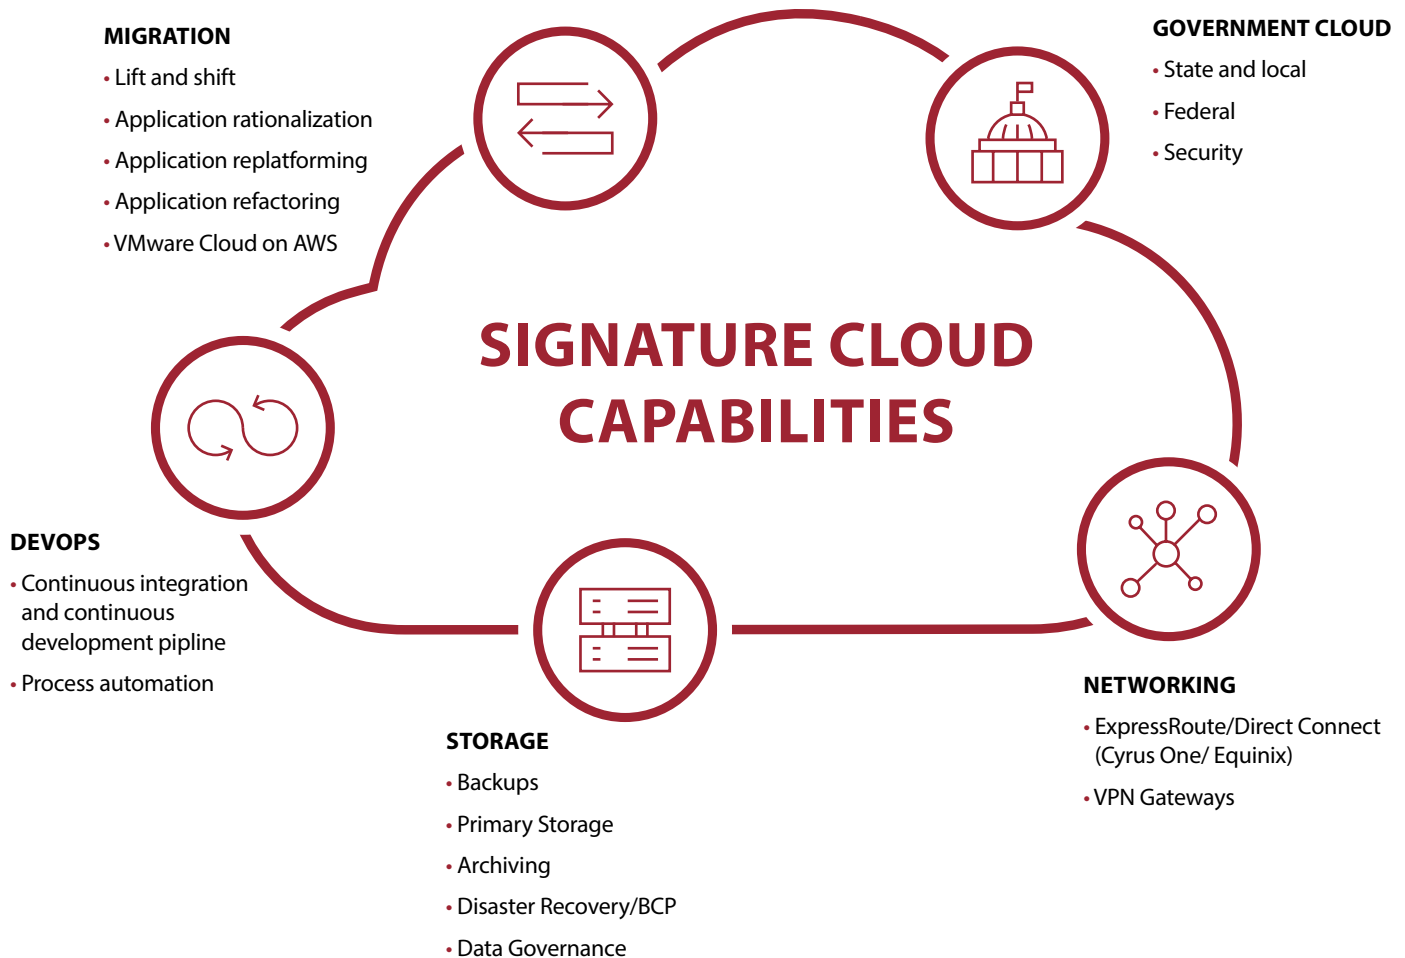 MIGRATION
• Lift and shift
• Application rationalization
• Application replatforming
• Application refactoring
• VMware Cloud on AWS
GOVERNMENT CLOUD
• State and local
• Federal
• Security
SIGNATURE CLOUD
CAPABILITIES
DEVOPS
• Continuous integration
and continuous
development pipline
• Process automation
STORAGE
• Backups
• Primary Storage
• Archiving
• Disaster Recovery/BCP
• Data Governance
NETWORKING
• ExpressRoute/Direct Connect
(Cyrus One/ Equinix)
• VPN Gateways